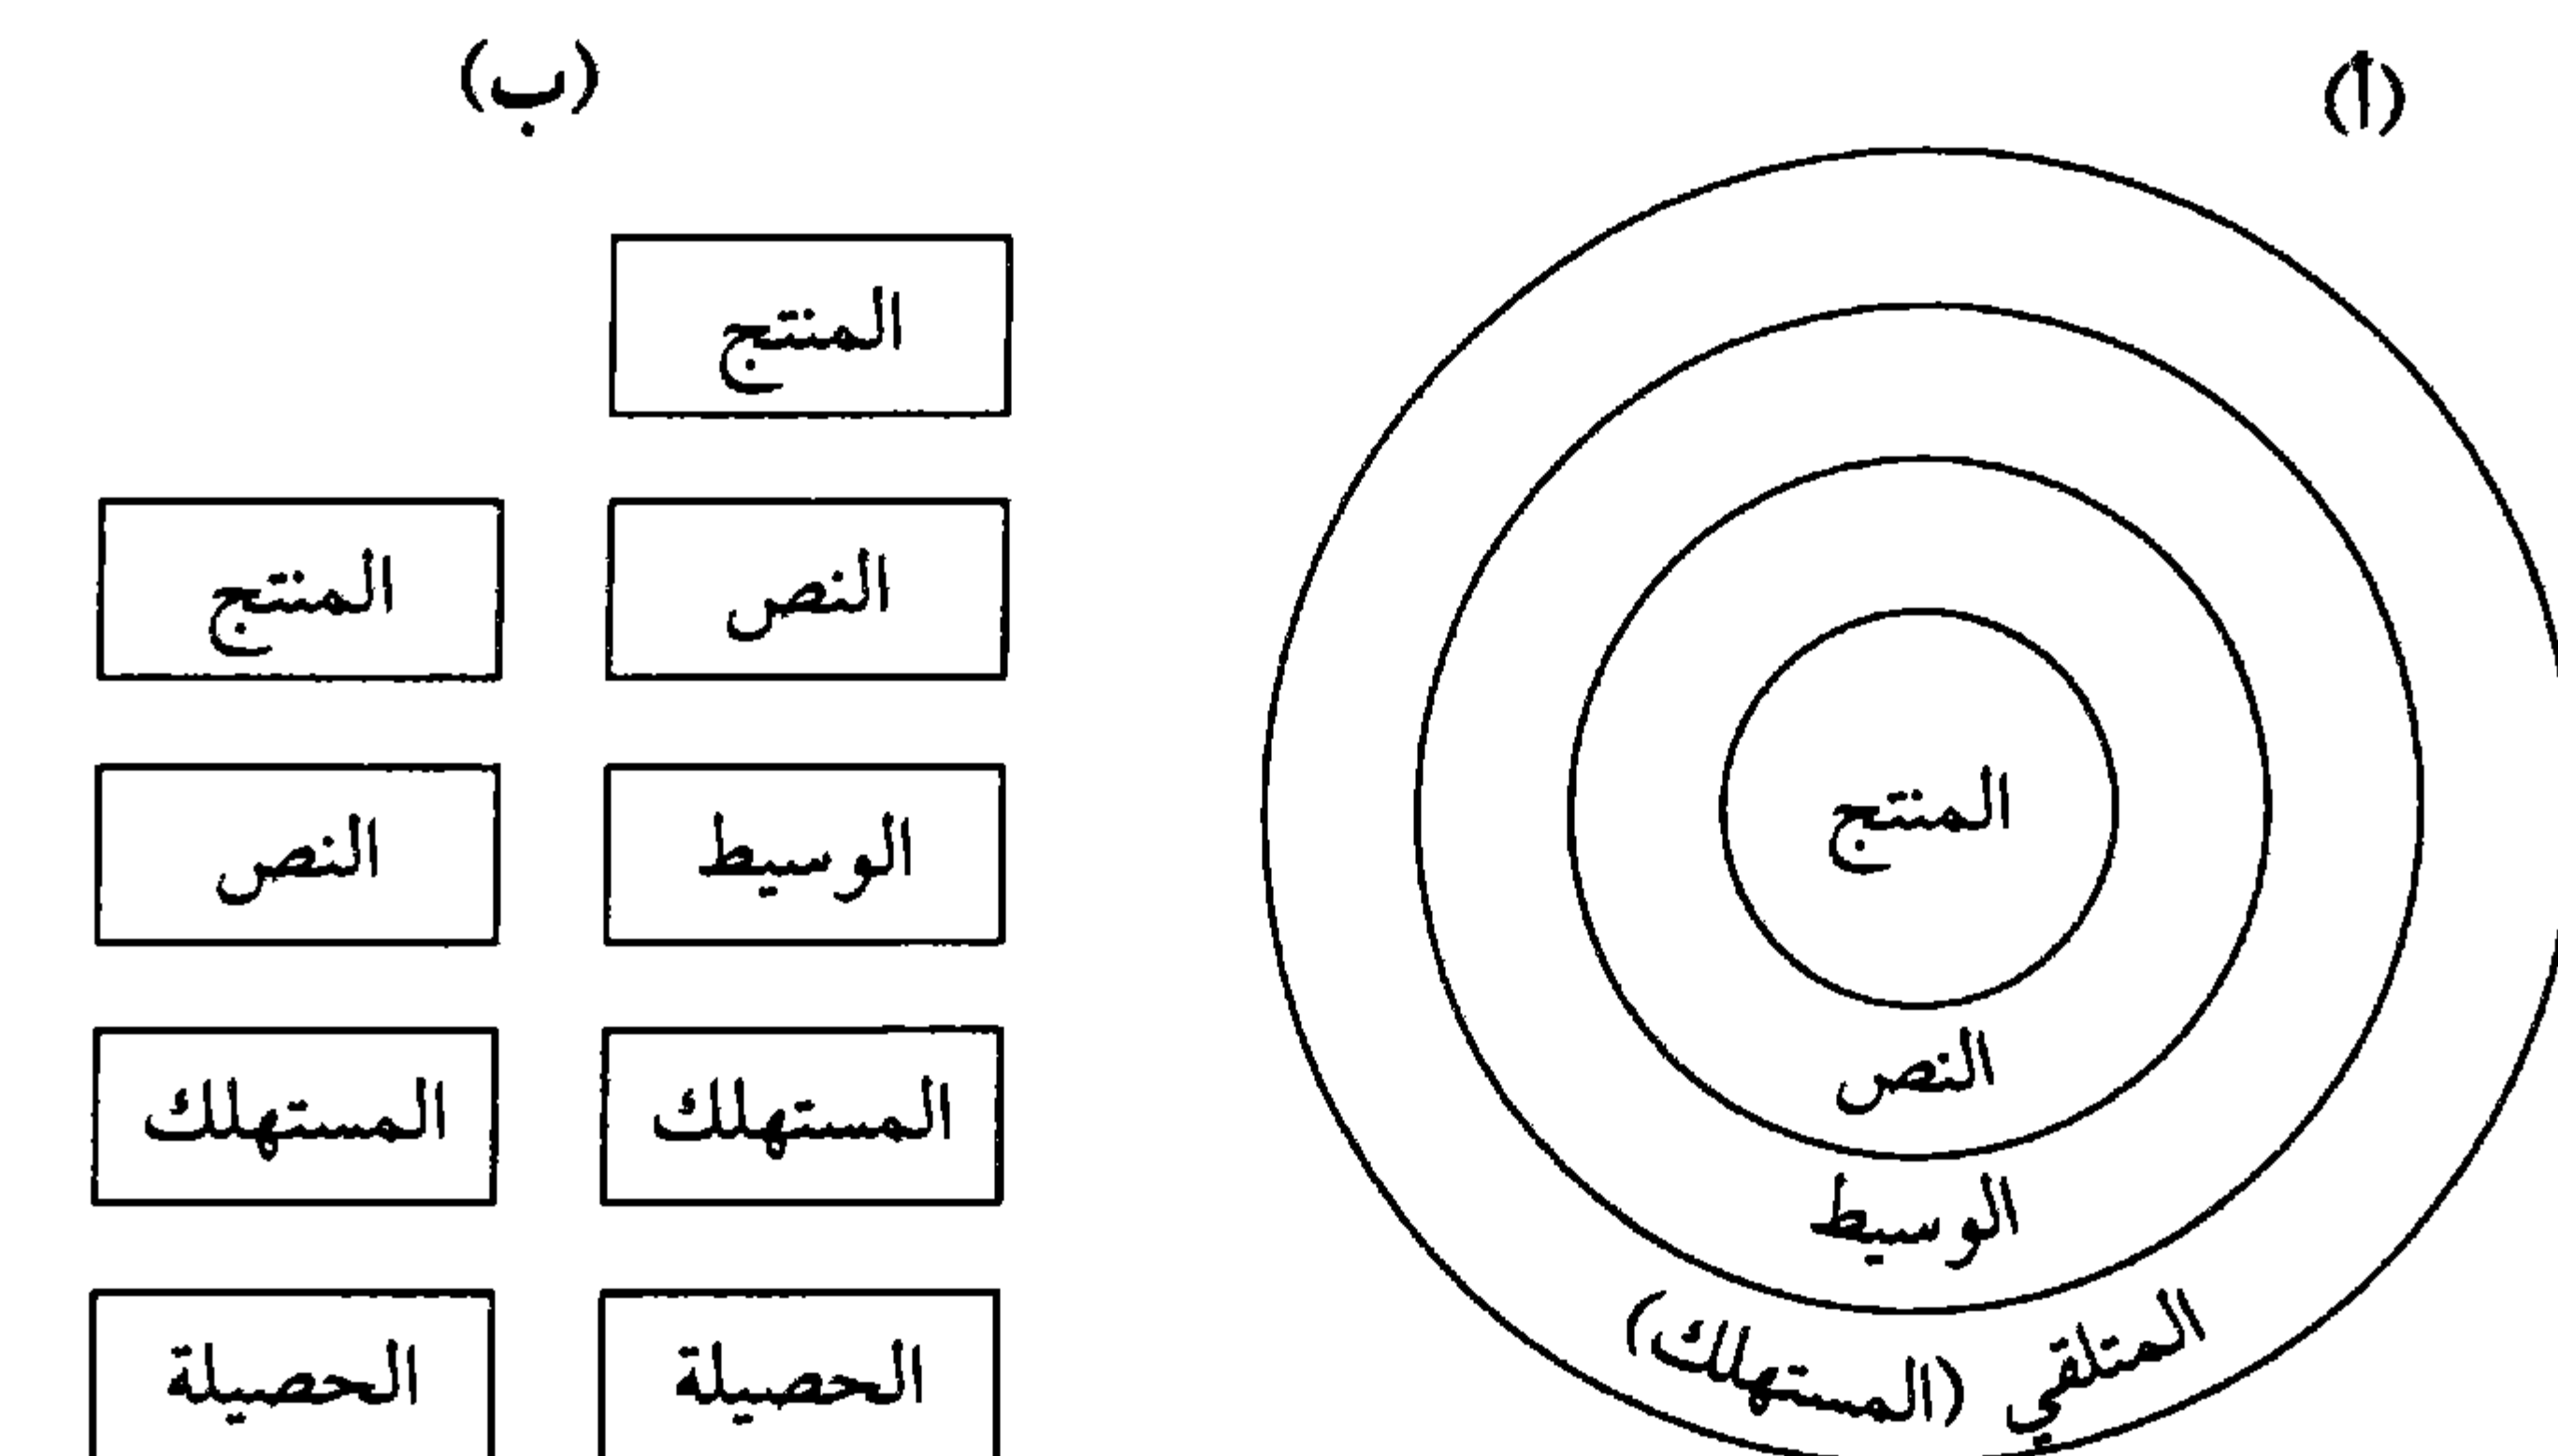 (أ)
المنتج
النص
الوسيط
المتلقي (المستهلك)
(ب)
المنتج
النص المنتج
الوسيط النص
المستهلك المستهلك
الحصيلة الحصيلة